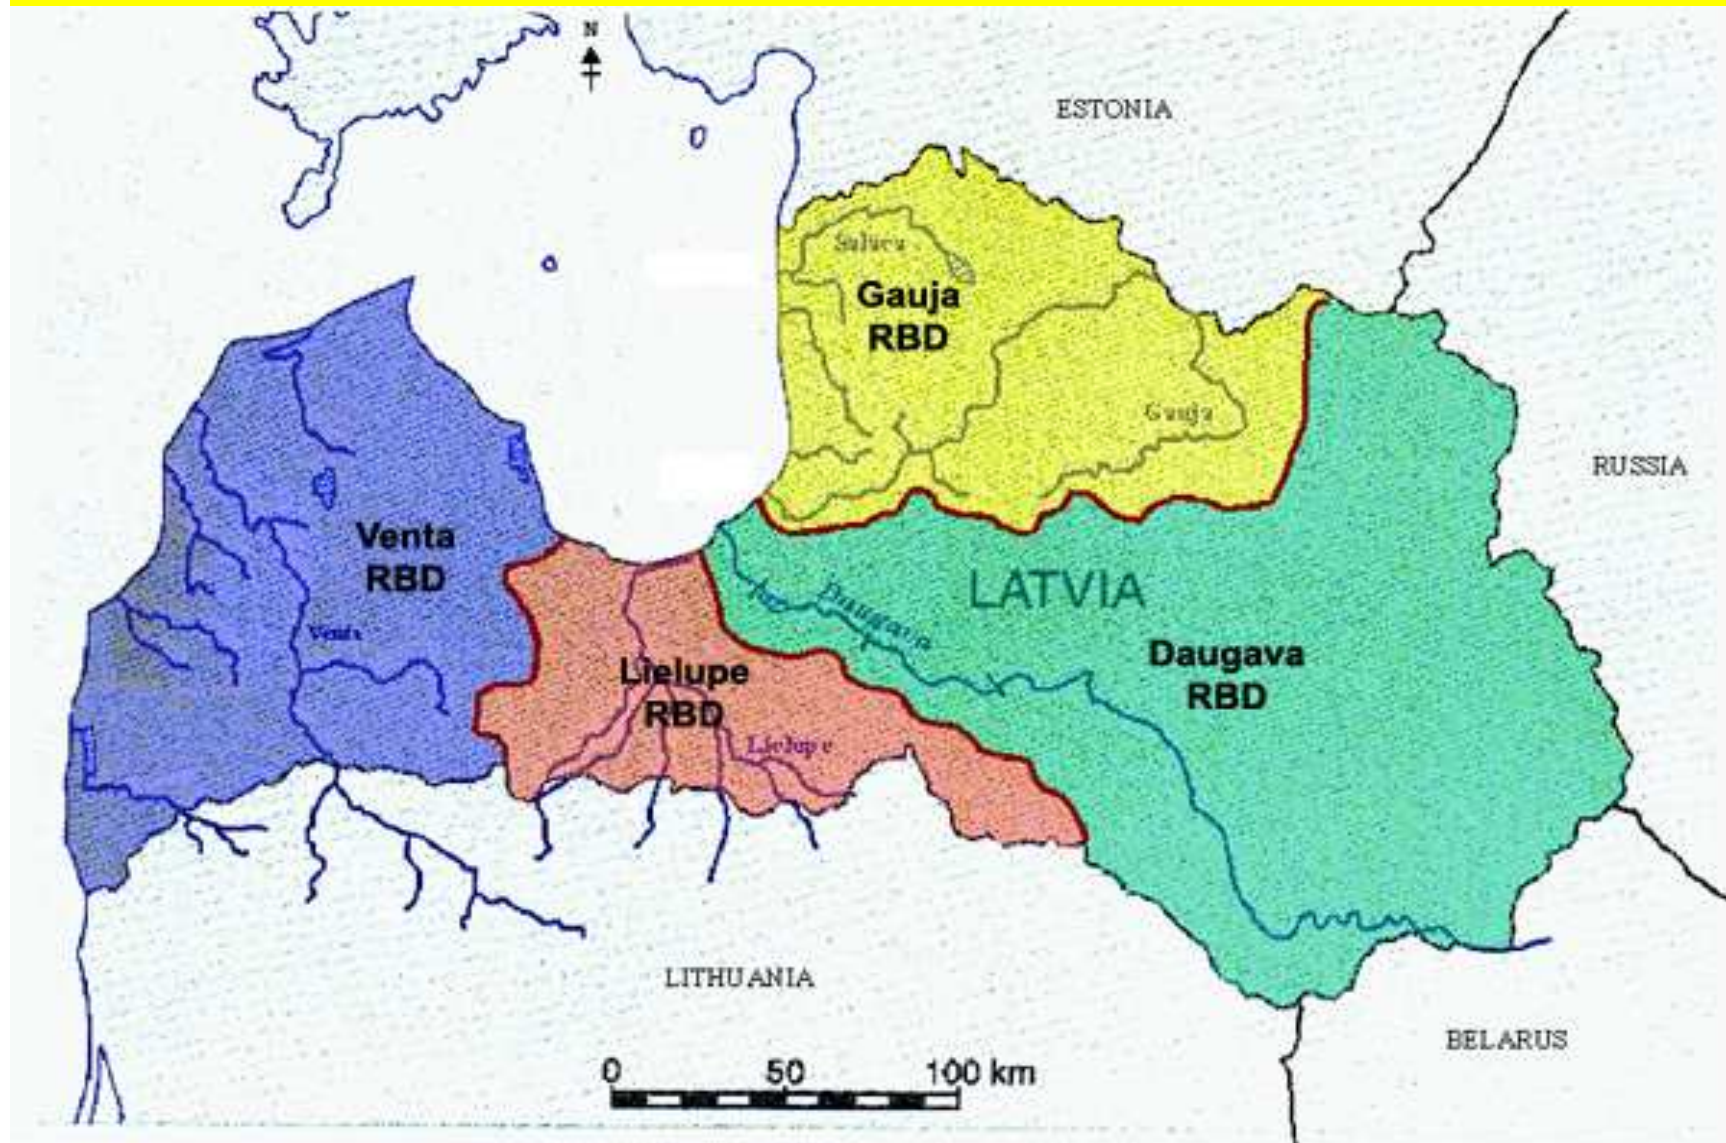 N
ESTONIA
Salaca
Gauja
RBD
Gauja
RUSSIA
Venta
RBD
LATVIA
Daugava
Venta
Daugava
RBD
Lielupe
RBD
Lielupe
LITHUANIA
BELARUS
0 50 100 km